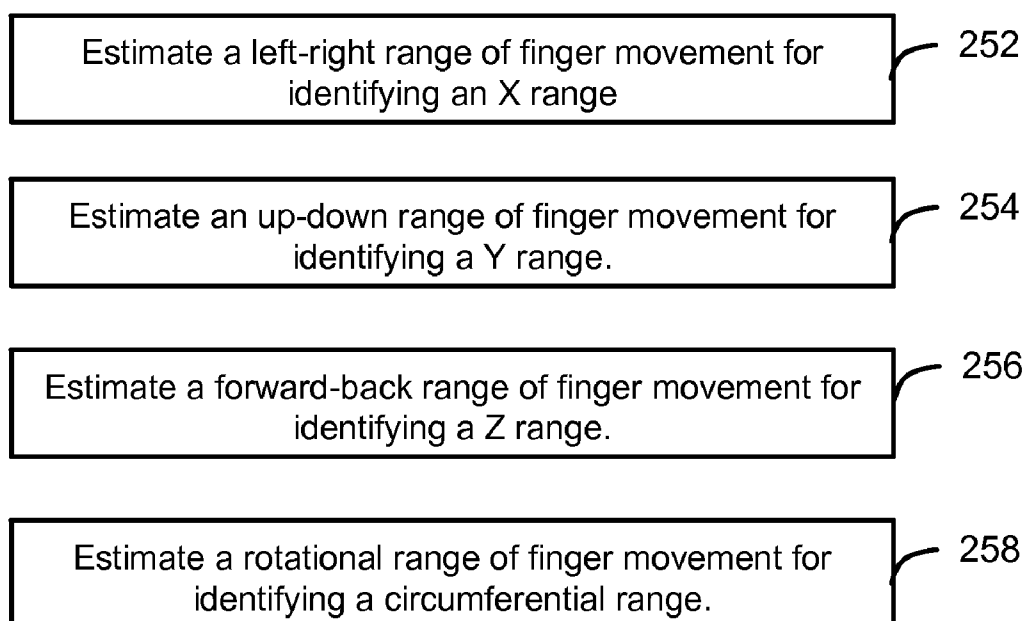 Estimate a left-right range of finger movement for
identifying an X range
252
Estimate an up-down range of finger movement for
identifying a Y range.
254
Estimate a forward-back range of finger movement for
identifying a Z range.
256
Estimate a rotational range of finger movement for
identifying a circumferential range.
258